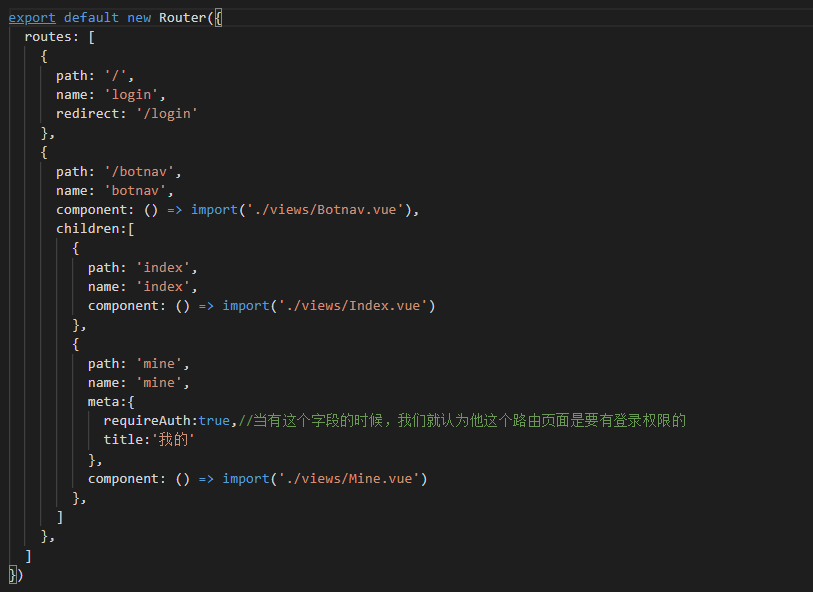 export default new Router({
  routes: [
    {
      path: '/',
      name: 'login',
      redirect: '/login'
    },
    {
      path: '/botnav',
      name: 'botnav',
      component: () => import('./views/Botnav.vue'),
      children:[
        {
          path: 'index',
          name: 'index',
          component: () => import('./views/Index.vue')
        },
        {
          path: 'mine',
          name: 'mine',
          meta:{
            requireAuth:true,//当有这个字段的时候，我们就认为他这个路由页面是要有登录权限的
            title:'我的'
          },
          component: () => import('./views/Mine.vue')
        },
      ]
    },
  ]
})